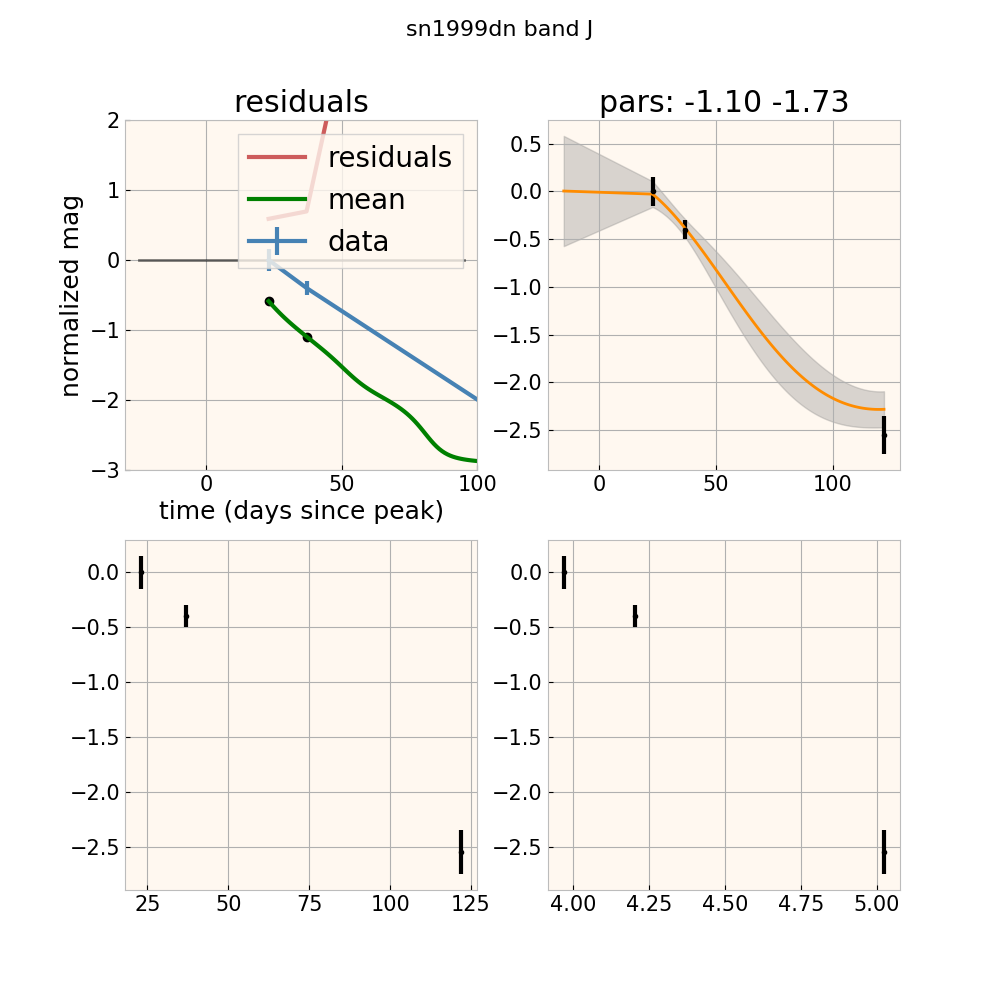 sn1999dn band J
residuals
pars: -1.10 -1.73
normalized mag
2
1
0
−1
−2
−3
residuals
mean
data
0 50 100
time (days since peak)
0.5
0.0
−0.5
−1.0
−1.5
−2.0
−2.5
0 50 100
0.0
−0.5
−1.0
−1.5
−2.0
−2.5
25 50 75 100 125
0.0
−0.5
−1.0
−1.5
−2.0
−2.5
4.00 4.25 4.50 4.75 5.00